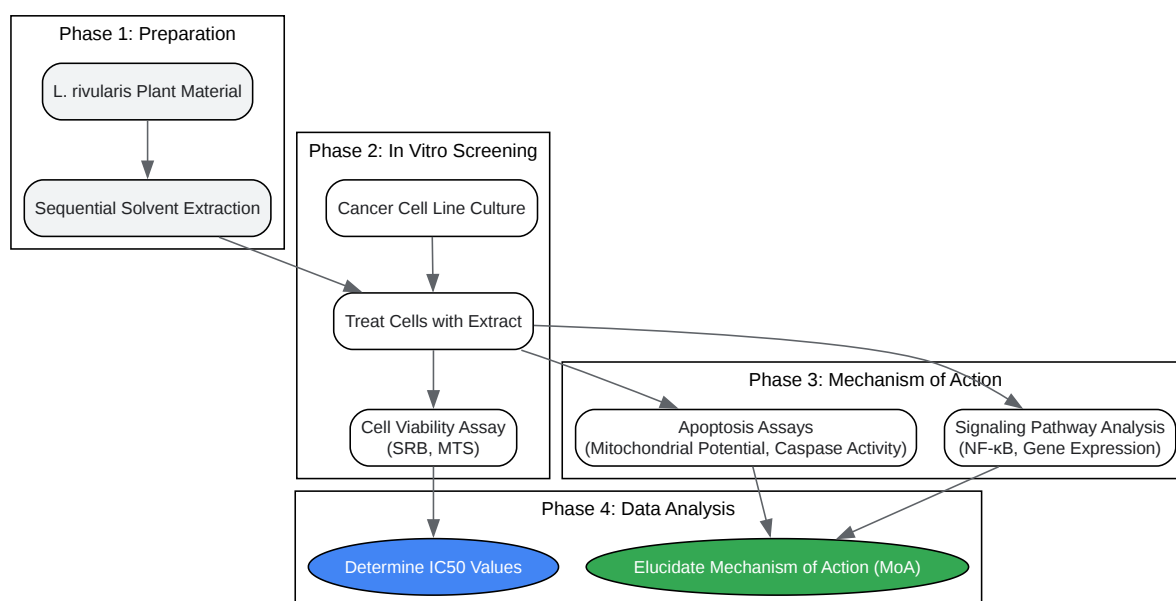 Phase 1: Preparation
L. rivularis Plant Material
Sequential Solvent Extraction
Phase 2: In Vitro Screening
Cancer Cell Line Culture
Treat Cells with Extract
Cell Viability Assay
(SRB, MTS)
Phase 3: Mechanism of Action
Apoptosis Assays
(Mitochondrial Potential, Caspase Activity)
Signaling Pathway Analysis
(NF-κB, Gene Expression)
Phase 4: Data Analysis
Determine IC50 Values
Elucidate Mechanism of Action (MoA)